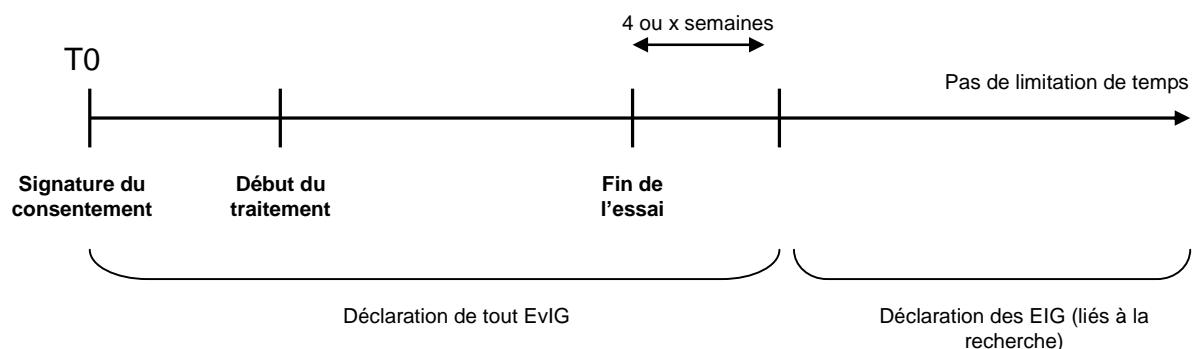 4 ou x semaines
T0
Pas de limitation de temps
Signature du
consentement
Début du
traitement
Fin de
l'essai
Déclaration de tout EvIG
Déclaration des EIG (liés à la
recherche)